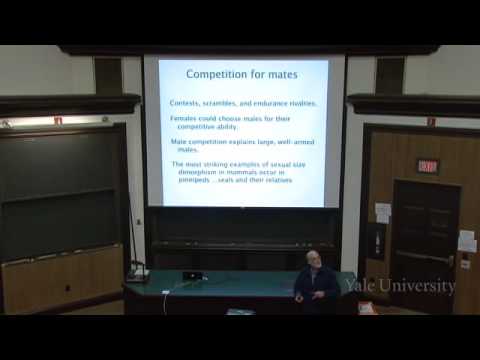 Competition for mates
Contests, scrambles, and endurance rivalries.
Females could choose males for their
competitive ability.
Male competition explains large, well-armed
males.
The most striking examples of sexual size
dimorphism in mammals occur in
pinnipeds ...seals and their relatives
EXIT
Yale University